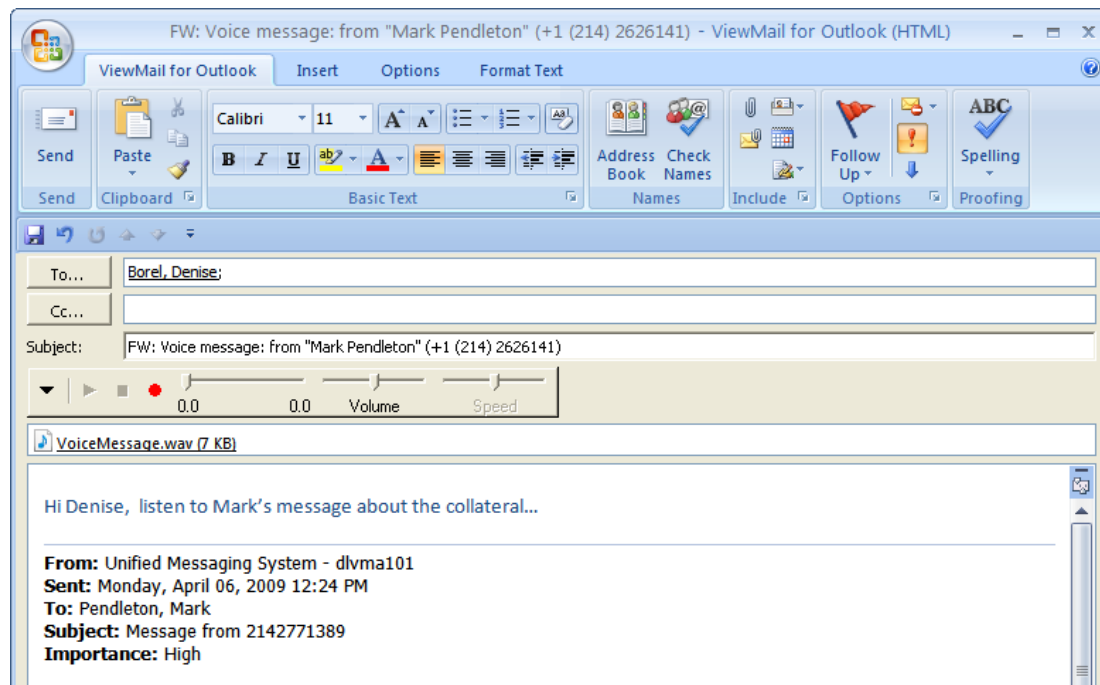 FW: Voice message: from "Mark Pendleton" (+1 (214) 2626141) - ViewMail for Outlook (HTML)
ViewMail for Outlook Insert Options Format Text
Calibri 11 ABC
Send Paste B I U ab A Address Book Check Names Follow Up Spelling
Send Clipboard Basic Text Names Include Options Proofing
To... Borel, Denise;
Cc...
Subject: FW: Voice message: from "Mark Pendleton" (+1 (214) 2626141)
0.0 0.0 Volume Speed
VoiceMessage.wav (7 KB)
Hi Denise, listen to Mark's message about the collateral...
From: Unified Messaging System - dlvma101
Sent: Monday, April 06, 2009 12:24 PM
To: Pendleton, Mark
Subject: Message from 2142771389
Importance: High